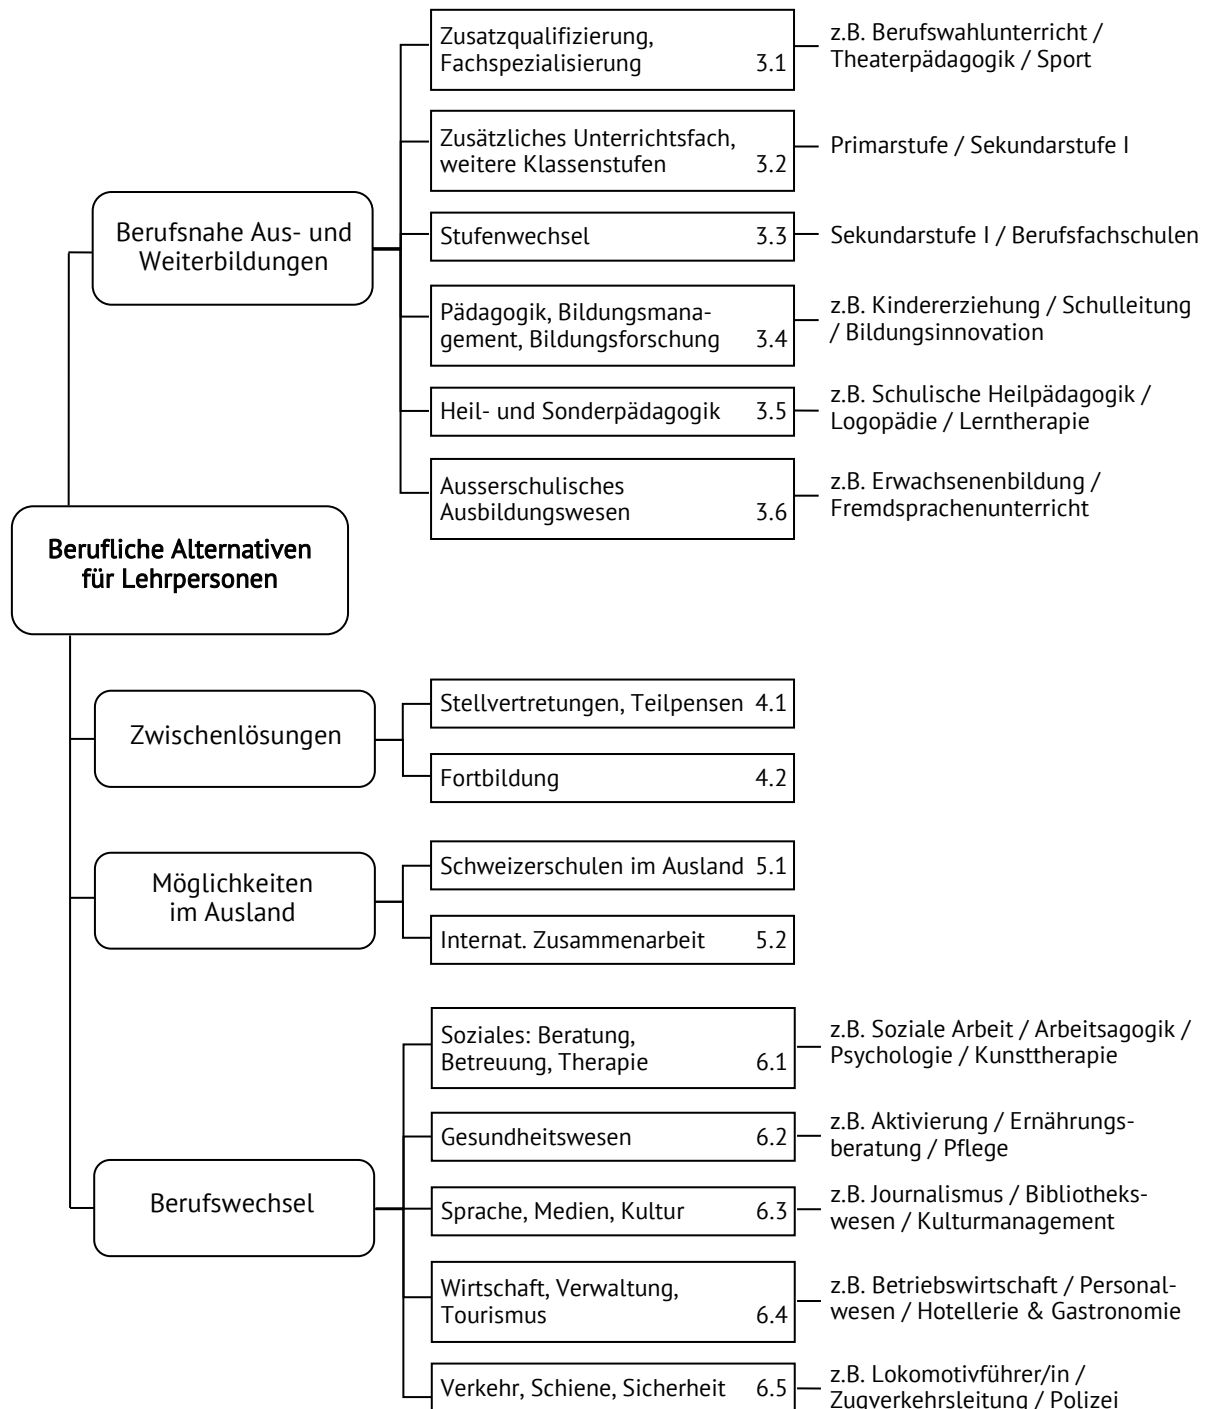 Zusatzqualifizierung,
Fachspezialisierung 3.1
z.B. Berufswahlunterricht /
Theaterpädagogik / Sport
Zusätzliches Unterrichtsfach,
weitere Klassenstufen 3.2
Primarstufe / Sekundarstufe I
Berufsnahe Aus- und
Weiterbildungen
Stufenwechsel 3.3
Sekundarstufe I / Berufsfachschulen
Pädagogik, Bildungsmana-
gement, Bildungsforschung 3.4
z.B. Kindererziehung / Schulleitung
/ Bildungsinnovation
Heil- und Sonderpädagogik 3.5
z.B. Schulische Heilpädagogik /
Logopädie / Lerntherapie
Ausserschulisches
Ausbildungswesen 3.6
z.B. Erwachsenenbildung /
Fremdsprachenunterricht
Berufliche Alternativen
für Lehrpersonen
Zwischenlösungen
Stellvertretungen, Teilpensen 4.1
Fortbildung 4.2
Möglichkeiten
im Ausland
Schweizerschulen im Ausland 5.1
Internat. Zusammenarbeit 5.2
Soziales: Beratung,
Betreuung, Therapie 6.1
z.B. Soziale Arbeit / Arbeitsagogik /
Psychologie / Kunsttherapie
Gesundheitswesen 6.2
z.B. Aktivierung / Ernährungs-
beratung / Pflege
Berufswechsel
Sprache, Medien, Kultur 6.3
z.B. Journalismus / Bibliotheks-
wesen / Kulturmanagement
Wirtschaft, Verwaltung,
Tourismus 6.4
z.B. Betriebswirtschaft / Personal-
wesen / Hotellerie & Gastronomie
Verkehr, Schiene, Sicherheit 6.5
z.B. Lokomotivführer/in /
Zugverkehrsleitung / Polizei